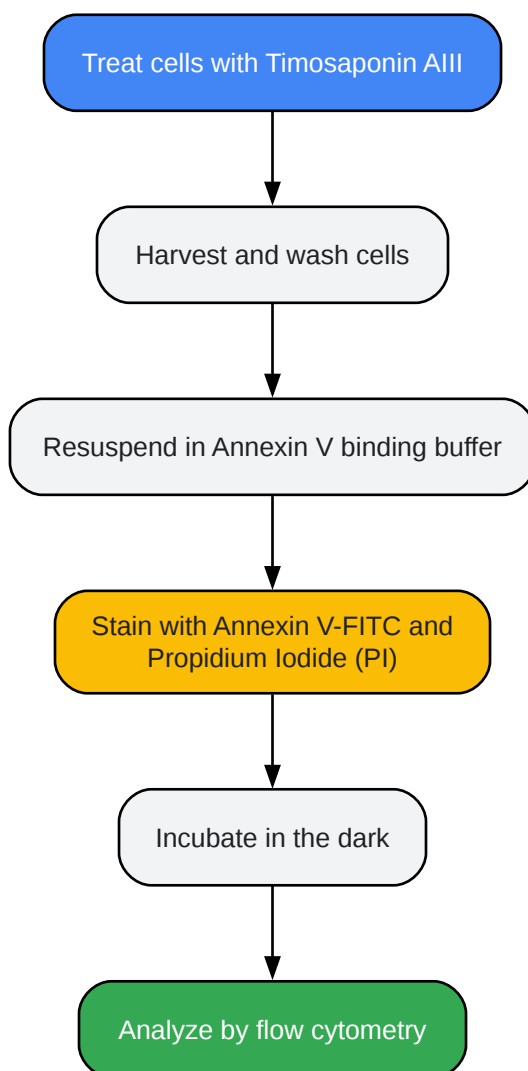 Treat cells with Timosaponin AIII
Harvest and wash cells
Resuspend in Annexin V binding buffer
Stain with Annexin V-FITC and
Propidium Iodide (PI)
Incubate in the dark
Analyze by flow cytometry